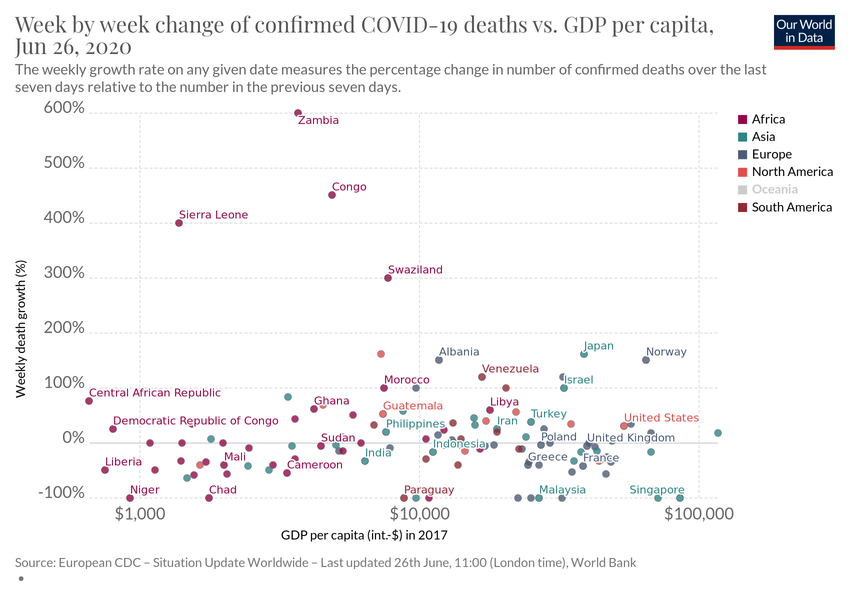 Week by week change of confirmed COVID-19 deaths vs. GDP per capita,
Jun 26, 2020
Our World
in Data
The weekly growth rate on any given date measures the percentage change in number of confirmed deaths over the last
seven days relative to the number in the previous seven days.
600%
500%
400%
300%
200%
100%
0%
-100%
Weekly death growth (%)
Zambia
Congo
Sierra Leone
Swaziland
Japan
Albania
Norway
Venezuela
Morocco
Israel
Central African Republic
Ghana
Guatemala
Libya
Democratic Republic of Congo
Philippines
Iran
Turkey
United States
Sudan
Indonesia
Poland
United Kingdom
India
Liberia
Mali
Cameroon
Greece
France
Niger
Chad
Paraguay
Malaysia
Singapore
$1,000
$10,000
$100,000
GDP per capita (int.-$) in 2017
Africa
Asia
Europe
North America
Oceania
South America
Source: European CDC – Situation Update Worldwide – Last updated 26th June, 11:00 (London time), World Bank